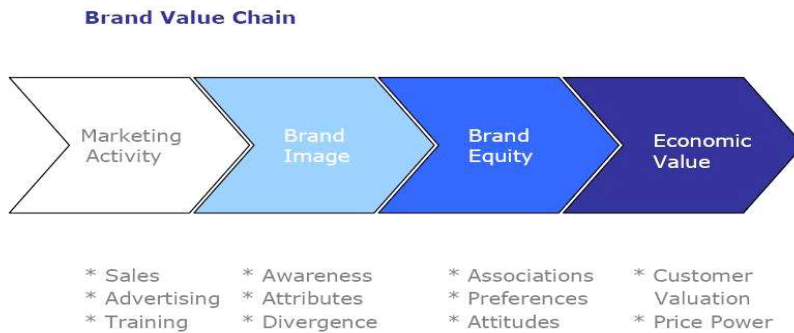 Brand Value Chain
Marketing
Activity
Brand
Image
Brand
Equity
Economic
Value
* Sales
* Advertising
* Training
* Awareness
* Attributes
* Divergence
* Associations
* Preferences
* Attitudes
* Customer
Valuation
* Price Power